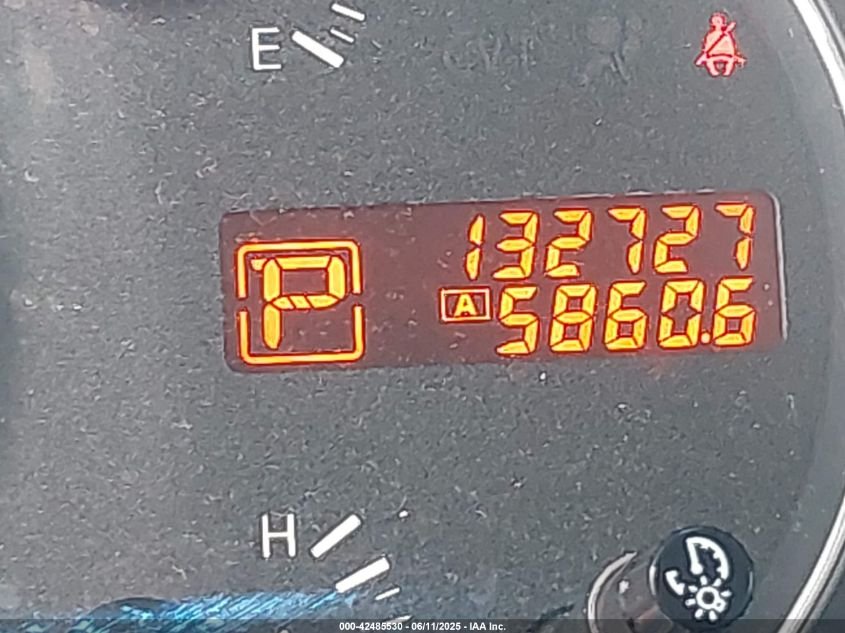 E
132727
P
A 5860.6
H
000-42485530 - 06/11/2025 - IAA Inc.